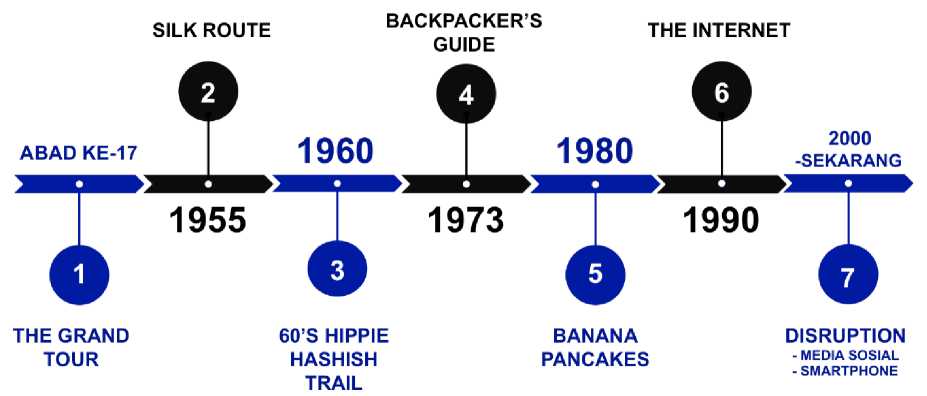 ABAD KE-17
1
THE GRAND
TOUR
SILK ROUTE
2
1955
1960
3
60'S HIPPIE
HASHISH
TRAIL
BACKPACKER'S
GUIDE
4
1973
1980
5
BANANA
PANCAKES
THE INTERNET
6
1990
2000
-SEKARANG
7
DISRUPTION
- MEDIA SOSIAL
- SMARTPHONE